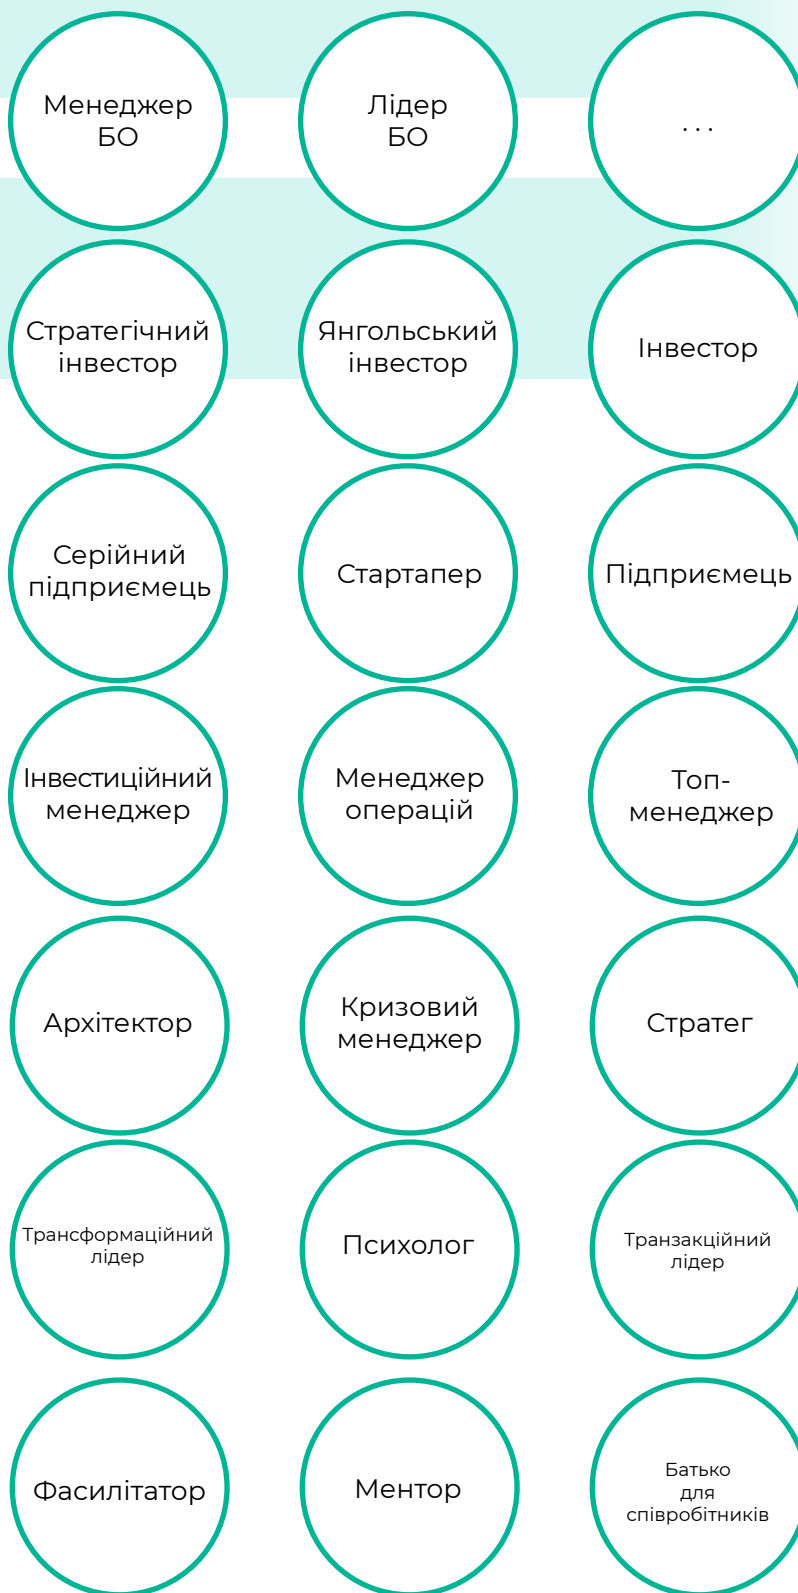 Менеджер
БО
Лідер
БО
. . .
Стратегічний
інвестор
Янгольський
інвестор
Інвестор
Серійний
підприємець
Стартапер
Підприємець
Інвестиційний
менеджер
Менеджер
операцій
Топ-
менеджер
Архітектор
Кризовий
менеджер
Стратег
Трансформаційний
лідер
Психолог
Транзакційний
лідер
Фасилітатор
Ментор
Батько
для
співробітників